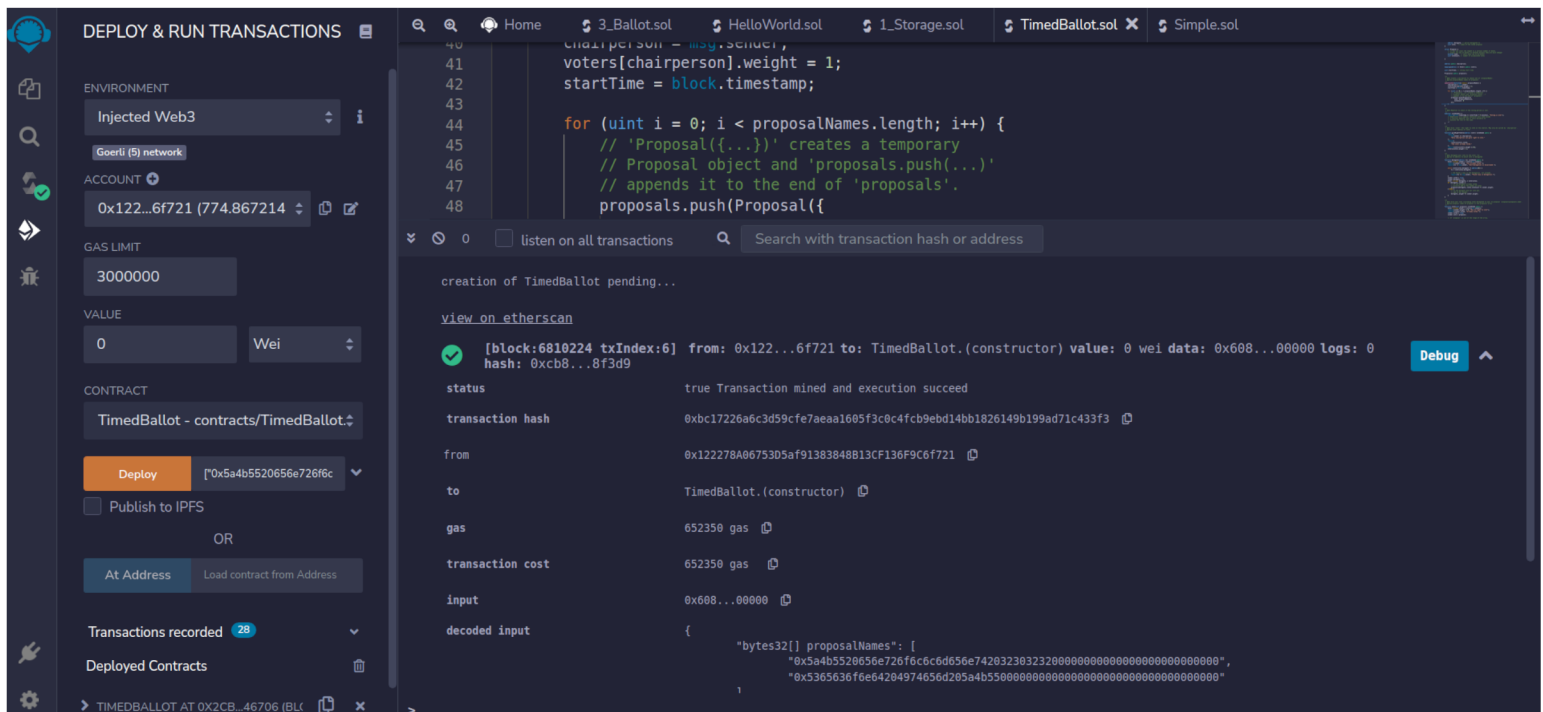 DEPLOY & RUN TRANSACTIONS
ENVIRONMENT
Injected Web3
Goerli (5) network
ACCOUNT
0x122...6f721 (774.867214
GAS LIMIT
3000000
VALUE
0
Wei
CONTRACT
TimedBallot - contracts/TimedBallot.
Deploy
["0x5a4b5520656e726f6c
Publish to IPFS
OR
At Address
Load contract from Address
Transactions recorded 28
Deployed Contracts
TIMEDBALLOT AT 0X2CB...46706 (BLC
Home 3_Ballot.sol HelloWorld.sol 1_Storage.sol TimedBallot.sol Simple.sol
40 chairperson = msg.sender;
41 voters[chairperson].weight = 1;
42 startTime = block.timestamp;
43
44 for (uint i = 0; i < proposalNames.length; i++) {
45 // 'Proposal({...})' creates a temporary
46 // Proposal object and 'proposals.push(...)'
47 // appends it to the end of 'proposals'.
48 proposals.push(Proposal({
0 listen on all transactions Search with transaction hash or address
creation of TimedBallot pending...
view on etherscan
[block:6810224 txIndex:6] from: 0x122...6f721 to: TimedBallot.(constructor) value: 0 wei data: 0x608...00000 logs: 0
hash: 0xcb8...8f3d9
Debug
status true Transaction mined and execution succeed
transaction hash 0xbc17226a6c3d59cfe7aeaa1605f3c0c4fcb9ebd14bb1826149b199ad71c433f3
from 0x122278A06753D5af91383848B13CF136F9C6f721
to TimedBallot.(constructor)
gas 652350 gas
transaction cost 652350 gas
input 0x608...00000
decoded input {
"bytes32[] proposalNames": [
"0x5a4b5520656e726f6c6c6d656e7420323032320000000000000000000000000000",
"0x5365636f6e64204974656d205a4b550000000000000000000000000000000000"
]
>